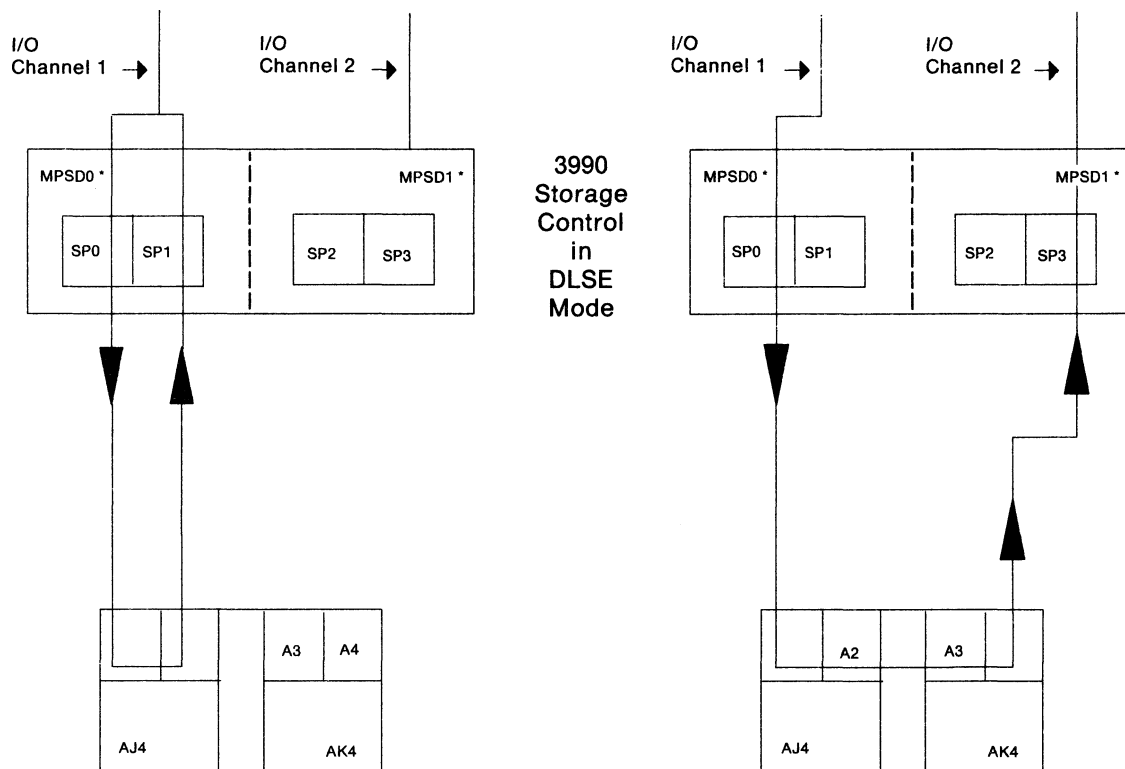 I/O
Channel 1
I/O
Channel 2
MPSD0 *
MPSD1 *
SP0
SP1
SP2
SP3
A3
A4
AJ4
AK4
3990
Storage
Control
in
DLSE
Mode
I/O
Channel 1
I/O
Channel 2
MPSD0 *
MPSD1 *
SP0
SP1
SP2
SP3
A2
A3
AJ4
AK4